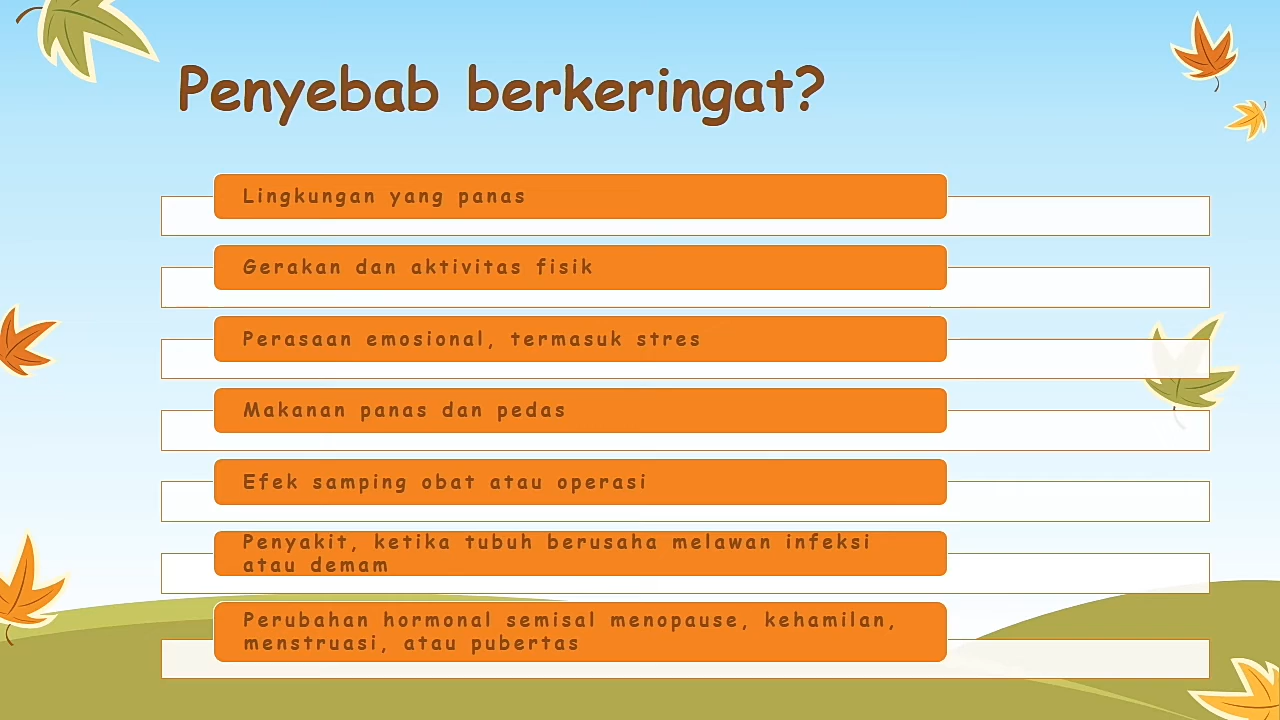 Penyebab berkeringat?
Lingkungan yang panas
Gerakan dan aktivitas fisik
Perasaan emosional, termasuk stres
Makanan panas dan pedas
Efek samping obat atau operasi
Penyakit, ketika tubuh berusaha melawan infeksi
atau demam
Perubahan hormonal semisal menopause, kehamilan,
menstruasi, atau pubertas